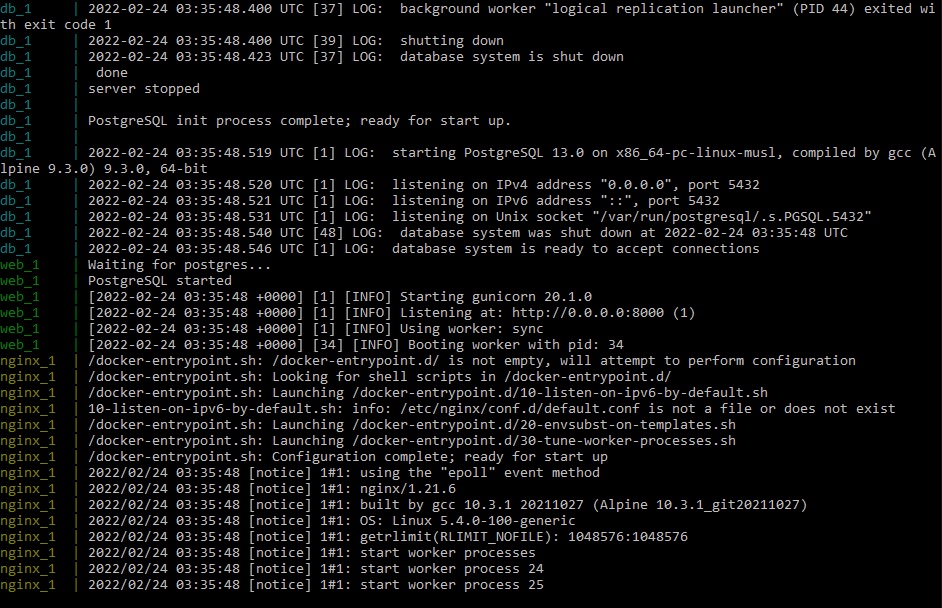 db_1     | 2022-02-24 03:35:48.400 UTC [37] LOG:  background worker "logical replication launcher" (PID 44) exited wi
th exit code 1
db_1     | 2022-02-24 03:35:48.400 UTC [39] LOG:  shutting down
db_1     | 2022-02-24 03:35:48.423 UTC [37] LOG:  database system is shut down
db_1     |  done
db_1     | server stopped
db_1     |
db_1     | PostgreSQL init process complete; ready for start up.
db_1     |
db_1     | 2022-02-24 03:35:48.519 UTC [1] LOG:  starting PostgreSQL 13.0 on x86_64-pc-linux-musl, compiled by gcc (A
lpine 9.3.0) 9.3.0, 64-bit
db_1     | 2022-02-24 03:35:48.520 UTC [1] LOG:  listening on IPv4 address "0.0.0.0", port 5432
db_1     | 2022-02-24 03:35:48.521 UTC [1] LOG:  listening on IPv6 address "::", port 5432
db_1     | 2022-02-24 03:35:48.531 UTC [1] LOG:  listening on Unix socket "/var/run/postgresql/.s.PGSQL.5432"
db_1     | 2022-02-24 03:35:48.540 UTC [48] LOG:  database system was shut down at 2022-02-24 03:35:48 UTC
db_1     | 2022-02-24 03:35:48.546 UTC [1] LOG:  database system is ready to accept connections
web_1    | Waiting for postgres...
web_1    | PostgreSQL started
web_1    | [2022-02-24 03:35:48 +0000] [1] [INFO] Starting gunicorn 20.1.0
web_1    | [2022-02-24 03:35:48 +0000] [1] [INFO] Listening at: http://0.0.0.0:8000 (1)
web_1    | [2022-02-24 03:35:48 +0000] [1] [INFO] Using worker: sync
web_1    | [2022-02-24 03:35:48 +0000] [34] [INFO] Booting worker with pid: 34
nginx_1  | /docker-entrypoint.sh: /docker-entrypoint.d/ is not empty, will attempt to perform configuration
nginx_1  | /docker-entrypoint.sh: Looking for shell scripts in /docker-entrypoint.d/
nginx_1  | /docker-entrypoint.sh: Launching /docker-entrypoint.d/10-listen-on-ipv6-by-default.sh
nginx_1  | 10-listen-on-ipv6-by-default.sh: info: /etc/nginx/conf.d/default.conf is not a file or does not exist
nginx_1  | /docker-entrypoint.sh: Launching /docker-entrypoint.d/20-envsubst-on-templates.sh
nginx_1  | /docker-entrypoint.sh: Launching /docker-entrypoint.d/30-tune-worker-processes.sh
nginx_1  | /docker-entrypoint.sh: Configuration complete; ready for start up
nginx_1  | 2022/02/24 03:35:48 [notice] 1#1: using the "epoll" event method
nginx_1  | 2022/02/24 03:35:48 [notice] 1#1: nginx/1.21.6
nginx_1  | 2022/02/24 03:35:48 [notice] 1#1: built by gcc 10.3.1 20211027 (Alpine 10.3.1_git20211027)
nginx_1  | 2022/02/24 03:35:48 [notice] 1#1: OS: Linux 5.4.0-100-generic
nginx_1  | 2022/02/24 03:35:48 [notice] 1#1: getrlimit(RLIMIT_NOFILE): 1048576:1048576
nginx_1  | 2022/02/24 03:35:48 [notice] 1#1: start worker processes
nginx_1  | 2022/02/24 03:35:48 [notice] 1#1: start worker process 24
nginx_1  | 2022/02/24 03:35:48 [notice] 1#1: start worker process 25